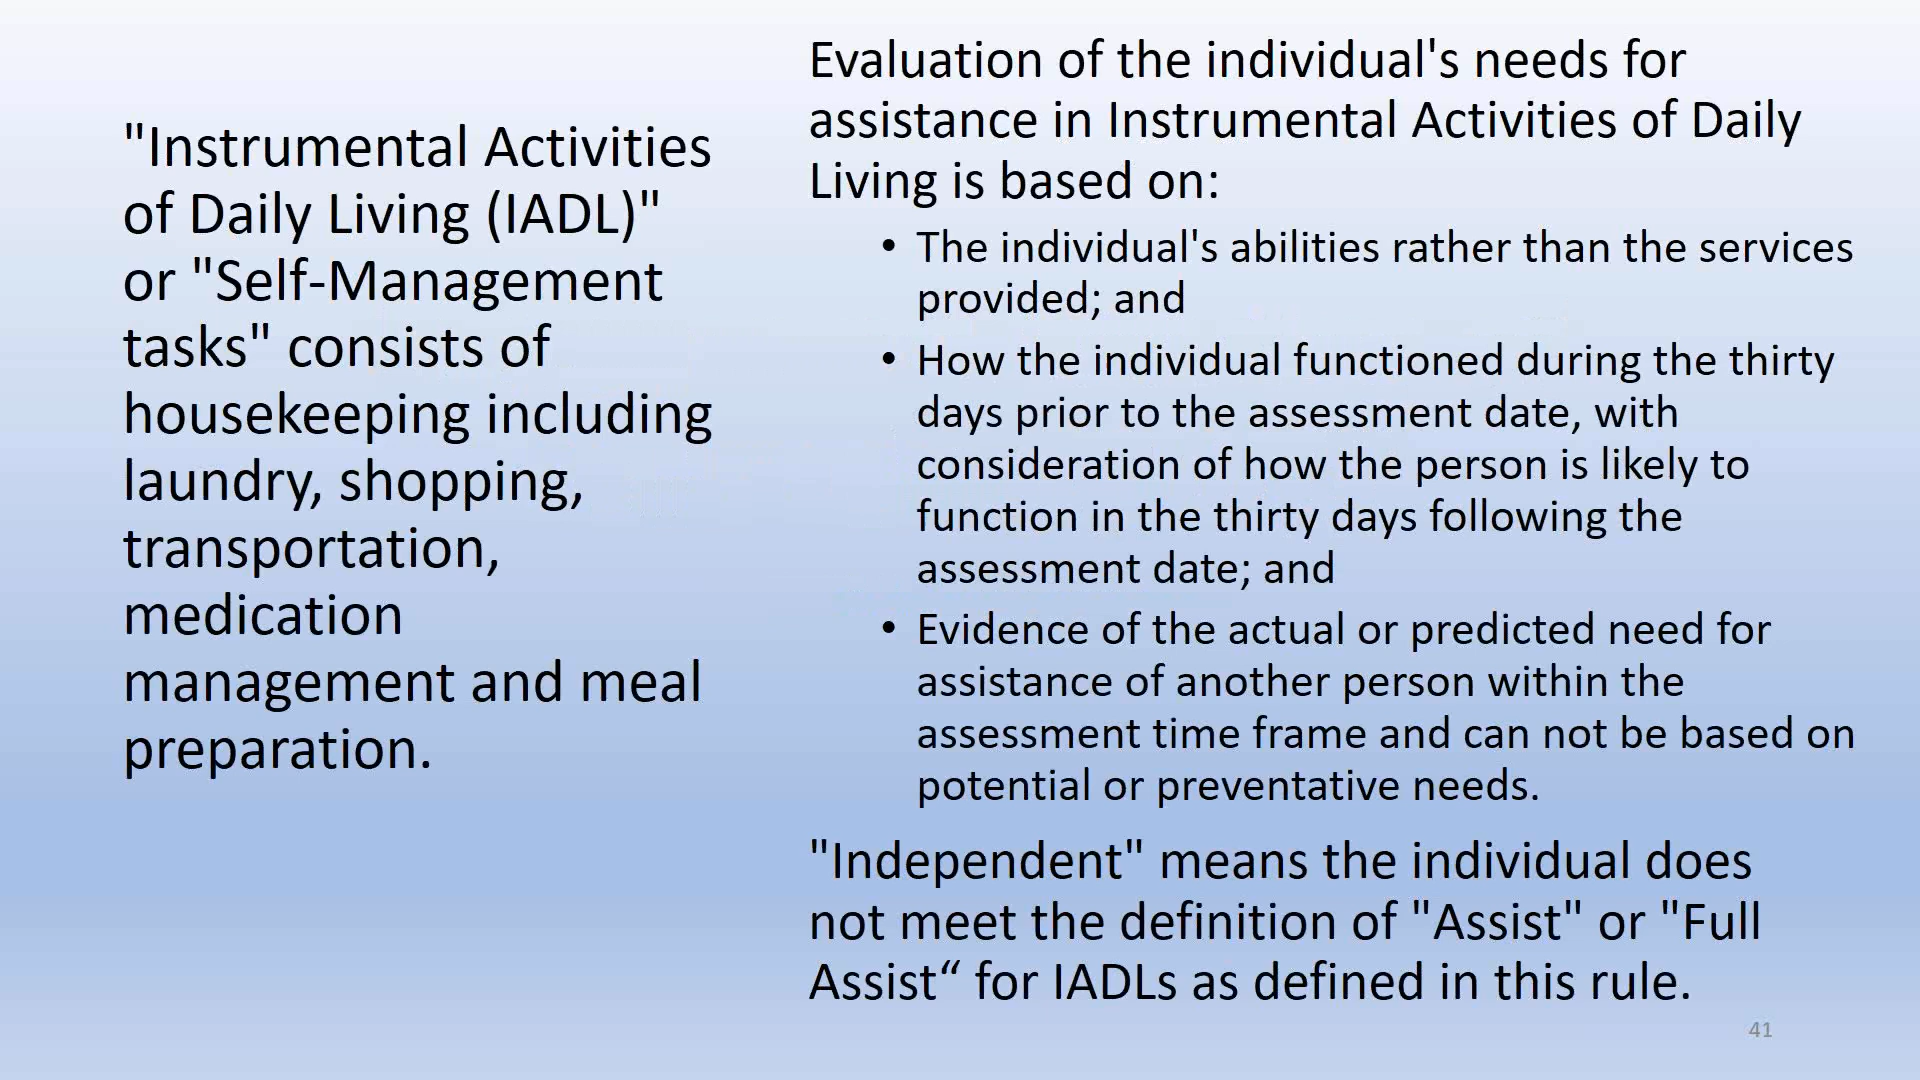 "Instrumental Activities
of Daily Living (IADL)"
or "Self-Management
tasks" consists of
housekeeping including
laundry, shopping,
transportation,
medication
management and meal
preparation.
Evaluation of the individual's needs for
assistance in Instrumental Activities of Daily
Living is based on:
• The individual's abilities rather than the services
provided; and
• How the individual functioned during the thirty
days prior to the assessment date, with
consideration of how the person is likely to
function in the thirty days following the
assessment date; and
• Evidence of the actual or predicted need for
assistance of another person within the
assessment time frame and can not be based on
potential or preventative needs.
"Independent" means the individual does
not meet the definition of "Assist" or "Full
Assist“ for IADLs as defined in this rule.
41